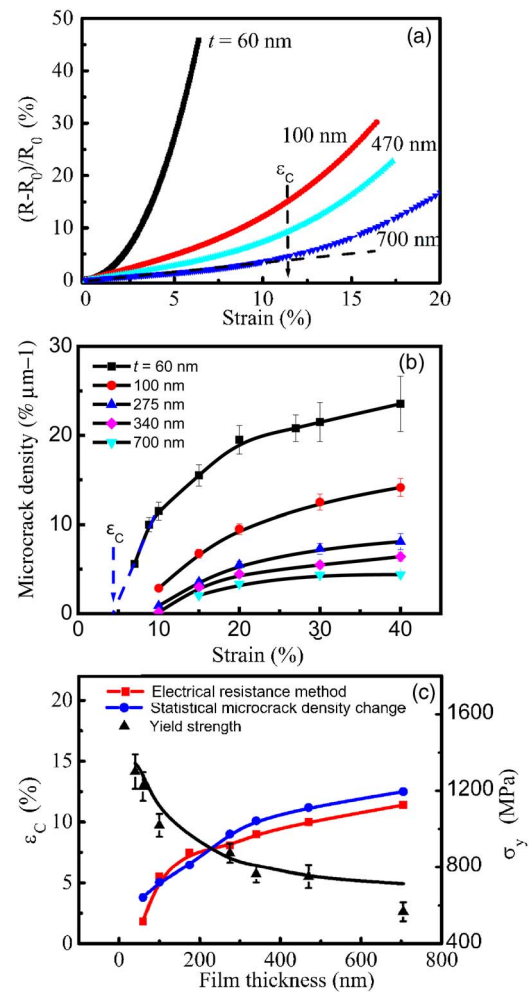 50
40
30
20
10
0
(R-R0)/R0 (%)
t = 60 nm
(a)
100 nm
470 nm
εC
700 nm
0
5
10
15
20
Strain (%)
30
20
10
0
Microcrack density (% μm−1)
t = 60 nm
100 nm
275 nm
340 nm
700 nm
(b)
εC
0
10
20
30
40
Strain (%)
20
15
10
5
0
εC (%)
Electrical resistance method
Statistical microcrack density change
Yield strength
(c)
1600
1200
800
400
σy (MPa)
0
200
400
600
800
Film thickness (nm)